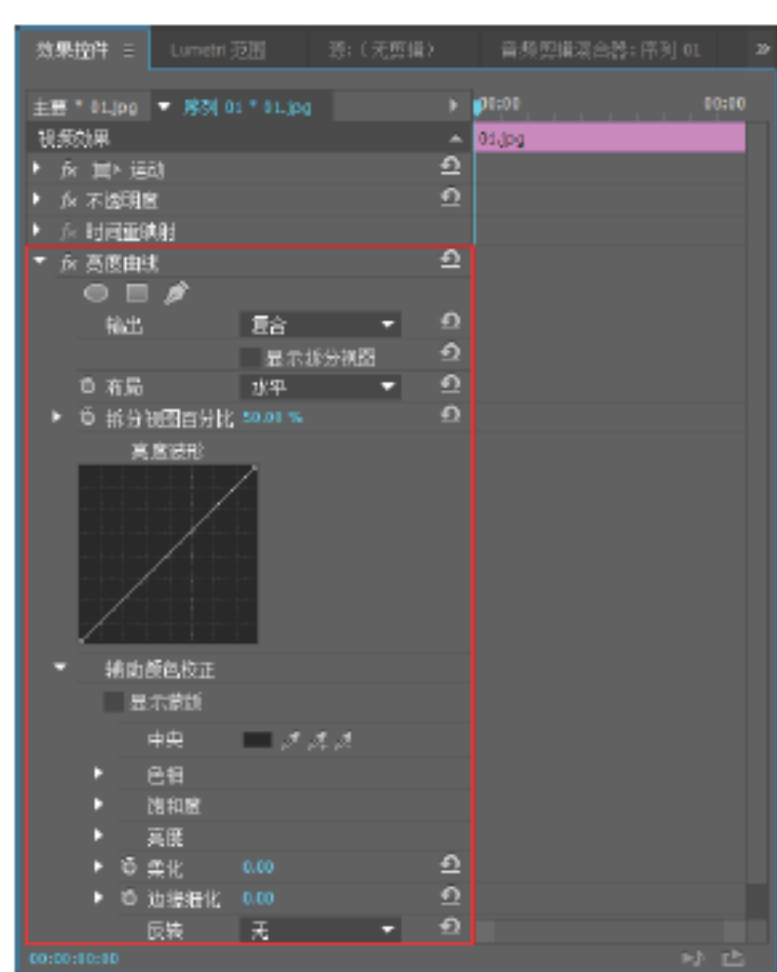 效果控件 Lumetri 范围 源:（无剪辑） 音频剪辑混合器: 序列 01
主要 * 01.jpg 序列 01 * 01.jpg 00:00 00:00
视频效果 01.jpg
fx 运动
fx 不透明度
fx 时间重映射
fx 亮度曲线
输出 复合
显示拆分视图
布局 水平
拆分视图百分比 50.00 %
亮度波形
辅助颜色校正
显示蒙版
中央
色相
饱和度
亮度
柔化 0.00
边缘细化 0.00
反转 无
00:00:00:00